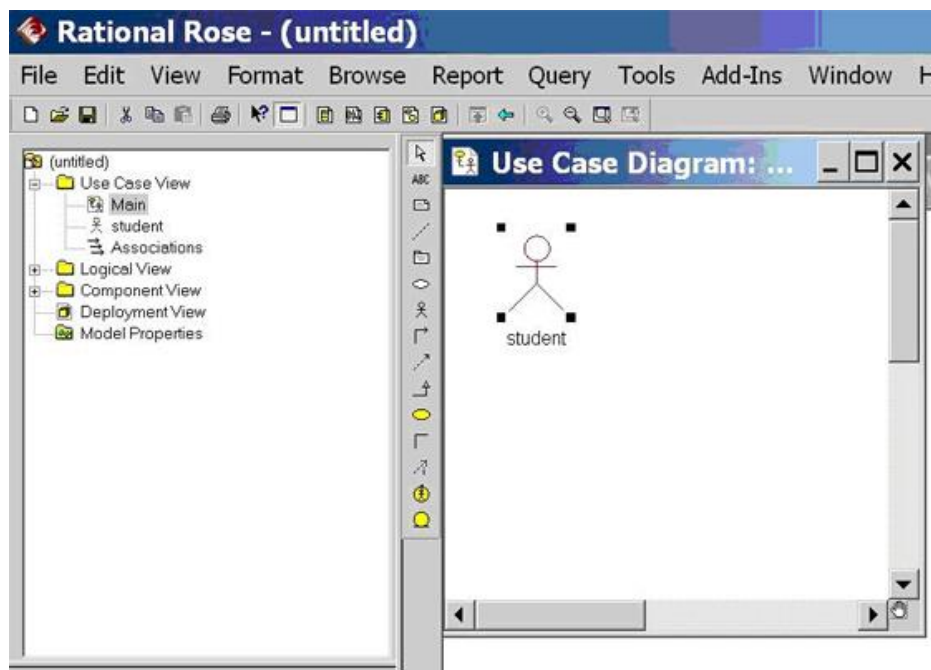 Rational Rose - (untitled)
File Edit View Format Browse Report Query Tools Add-Ins Window H
(untitled)
Use Case View
Main
student
Associations
Logical View
Component View
Deployment View
Model Properties
ABC
Use Case Diagram: ...
student